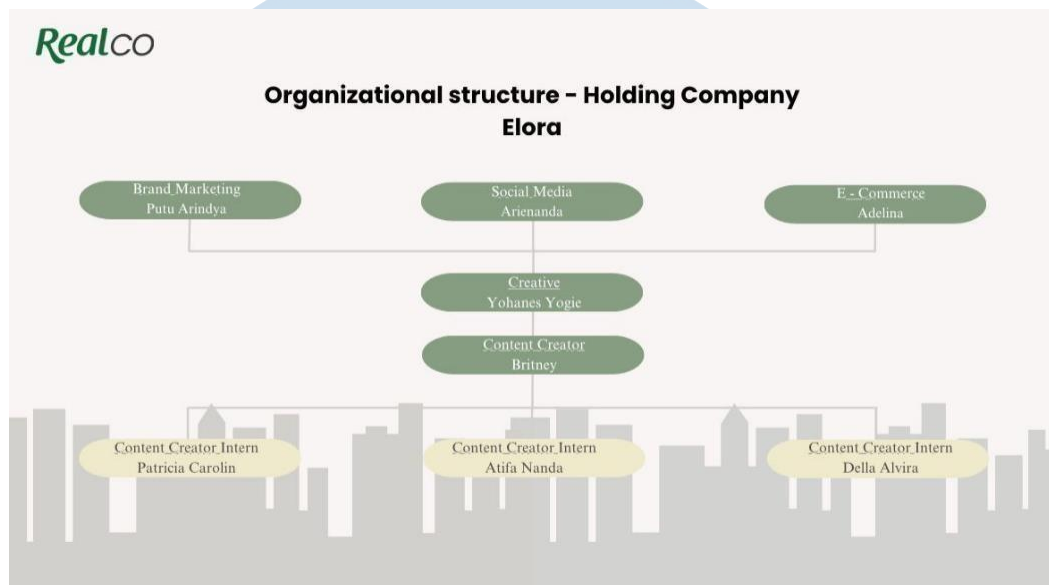 Realco
Organizational structure - Holding Company
Elora
Brand Marketing
Putu Arindya
Social Media
Arienanda
E - Commerce
Adelina
Creative
Yohanes Yogie
Content Creator
Britney
Content Creator Intern
Patricia Carolin
Content Creator Intern
Atifa Nanda
Content Creator Intern
Della Alvira